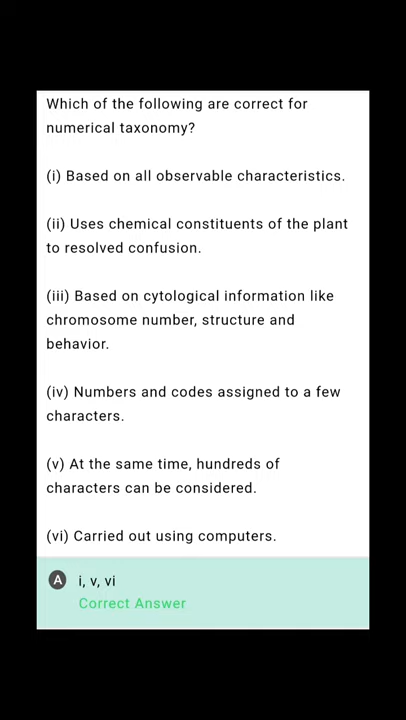 Which of the following are correct for
numerical taxonomy?
(i) Based on all observable characteristics.
(ii) Uses chemical constituents of the plant
to resolved confusion.
(iii) Based on cytological information like
chromosome number, structure and
behavior.
(iv) Numbers and codes assigned to a few
characters.
(v) At the same time, hundreds of
characters can be considered.
(vi) Carried out using computers.
A i, v, vi
Correct Answer